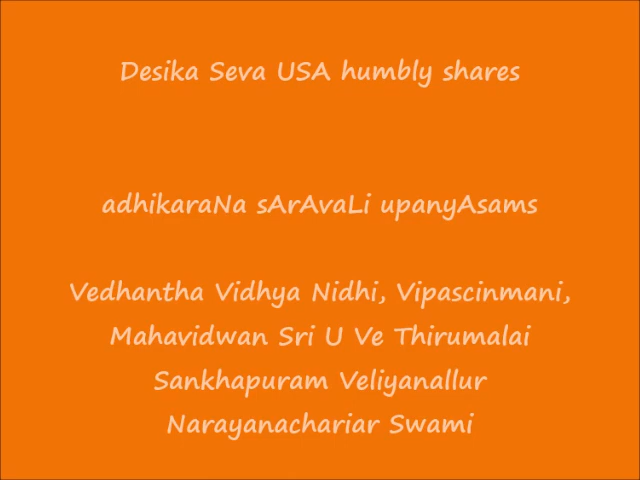 Desika Seva USA humbly shares
adhikaraNa sArAvaLi upanyAsams
Vedhantha Vidhya Nidhi, Vipascinmani,
Mahavidwan Sri U Ve Thirumalai
Sankhapuram Veliyanallur
Narayanachariar Swami